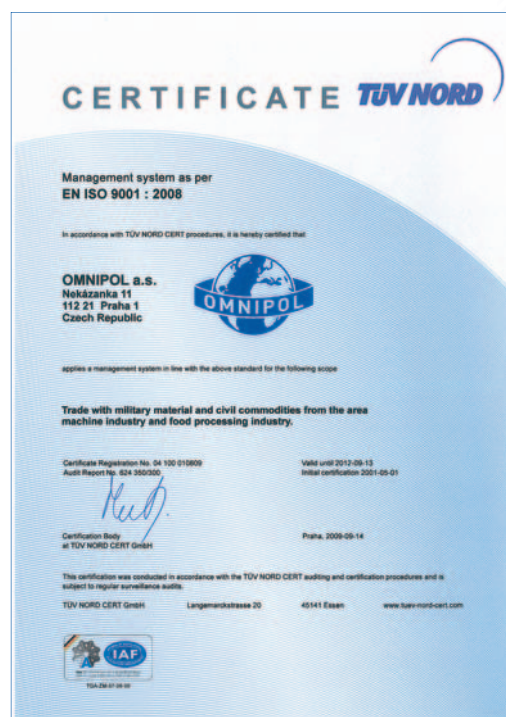 CERTIFICATE TÜV NORD
Management system as per
EN ISO 9001 : 2008
In accordance with TÜV NORD CERT procedures, it is hereby certified that
OMNIPOL a.s.
Nekázanka 11
112 21 Praha 1
Czech Republic
OMNIPOL
applies a management system in line with the above standard for the following scope
Trade with military material and civil commodities from the area
machine industry and food processing industry.
Certificate Registration No. 04 100 010809
Audit Report No. 624 350/300
Valid until 2012-09-13
Initial certification 2001-05-01
Certification Body
at TÜV NORD CERT GmbH
Praha, 2009-09-14
This certification was conducted in accordance with the TÜV NORD CERT auditing and certification procedures and is
subject to regular surveillance audits.
TÜV NORD CERT GmbH Langemarckstrasse 20 45141 Essen www.tuev-nord-cert.com
IAF